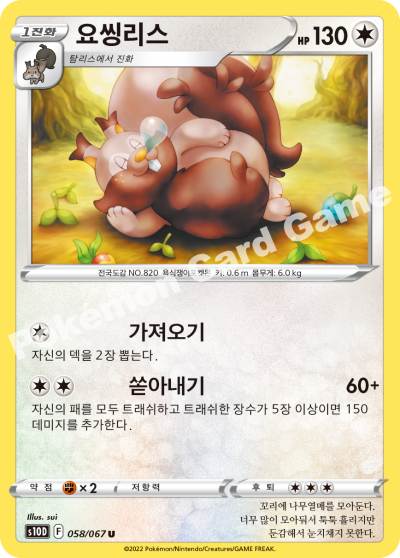 1진화
요씽리스
HP 130
탐리스에서 진화
전국도감 NO.820 욕식쟁이포켓몬 키: 0.6 m 몸무게: 6.0 kg
Pokémon Card Game
가져오기
자신의 덱을 2장 뽑는다.
쏟아내기 60+
자신의 패를 모두 트래쉬하고 트래쉬한 장수가 5장 이상이면 150
데미지를 추가한다.
약점 ×2 저항력 후퇴
Illus. sui
s10D F 058/067 U
꼬리에 나무열매를 모아둔다.
너무 많이 모아둬서 툭툭 흘리지만
둔감해서 눈치채지 못한다.
©2022 Pokémon/Nintendo/Creatures/GAME FREAK.